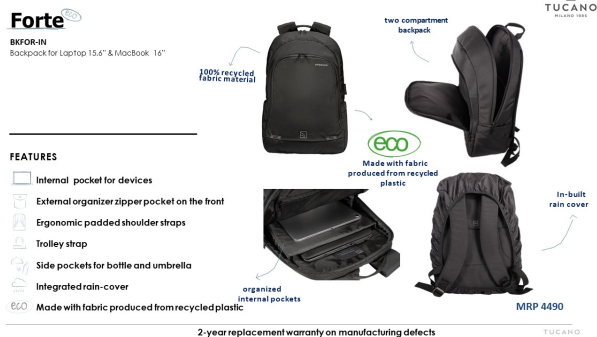 Forte
eco
TUCANO
MILANO 1985
BKFOR-IN
Backpack for Laptop 15.6" & MacBook 16"
two compartment
backpack
100% recycled
fabric material
eco
Made with fabric
produced from recycled
plastic
FEATURES
Internal pocket for devices
External organizer zipper pocket on the front
Ergonomic padded shoulder straps
Trolley strap
Side pockets for bottle and umbrella
Integrated rain-cover
eco
Made with fabric produced from recycled plastic
In-built
rain cover
organized
internal pockets
MRP 4490
2-year replacement warranty on manufacturing defects
TUCANO